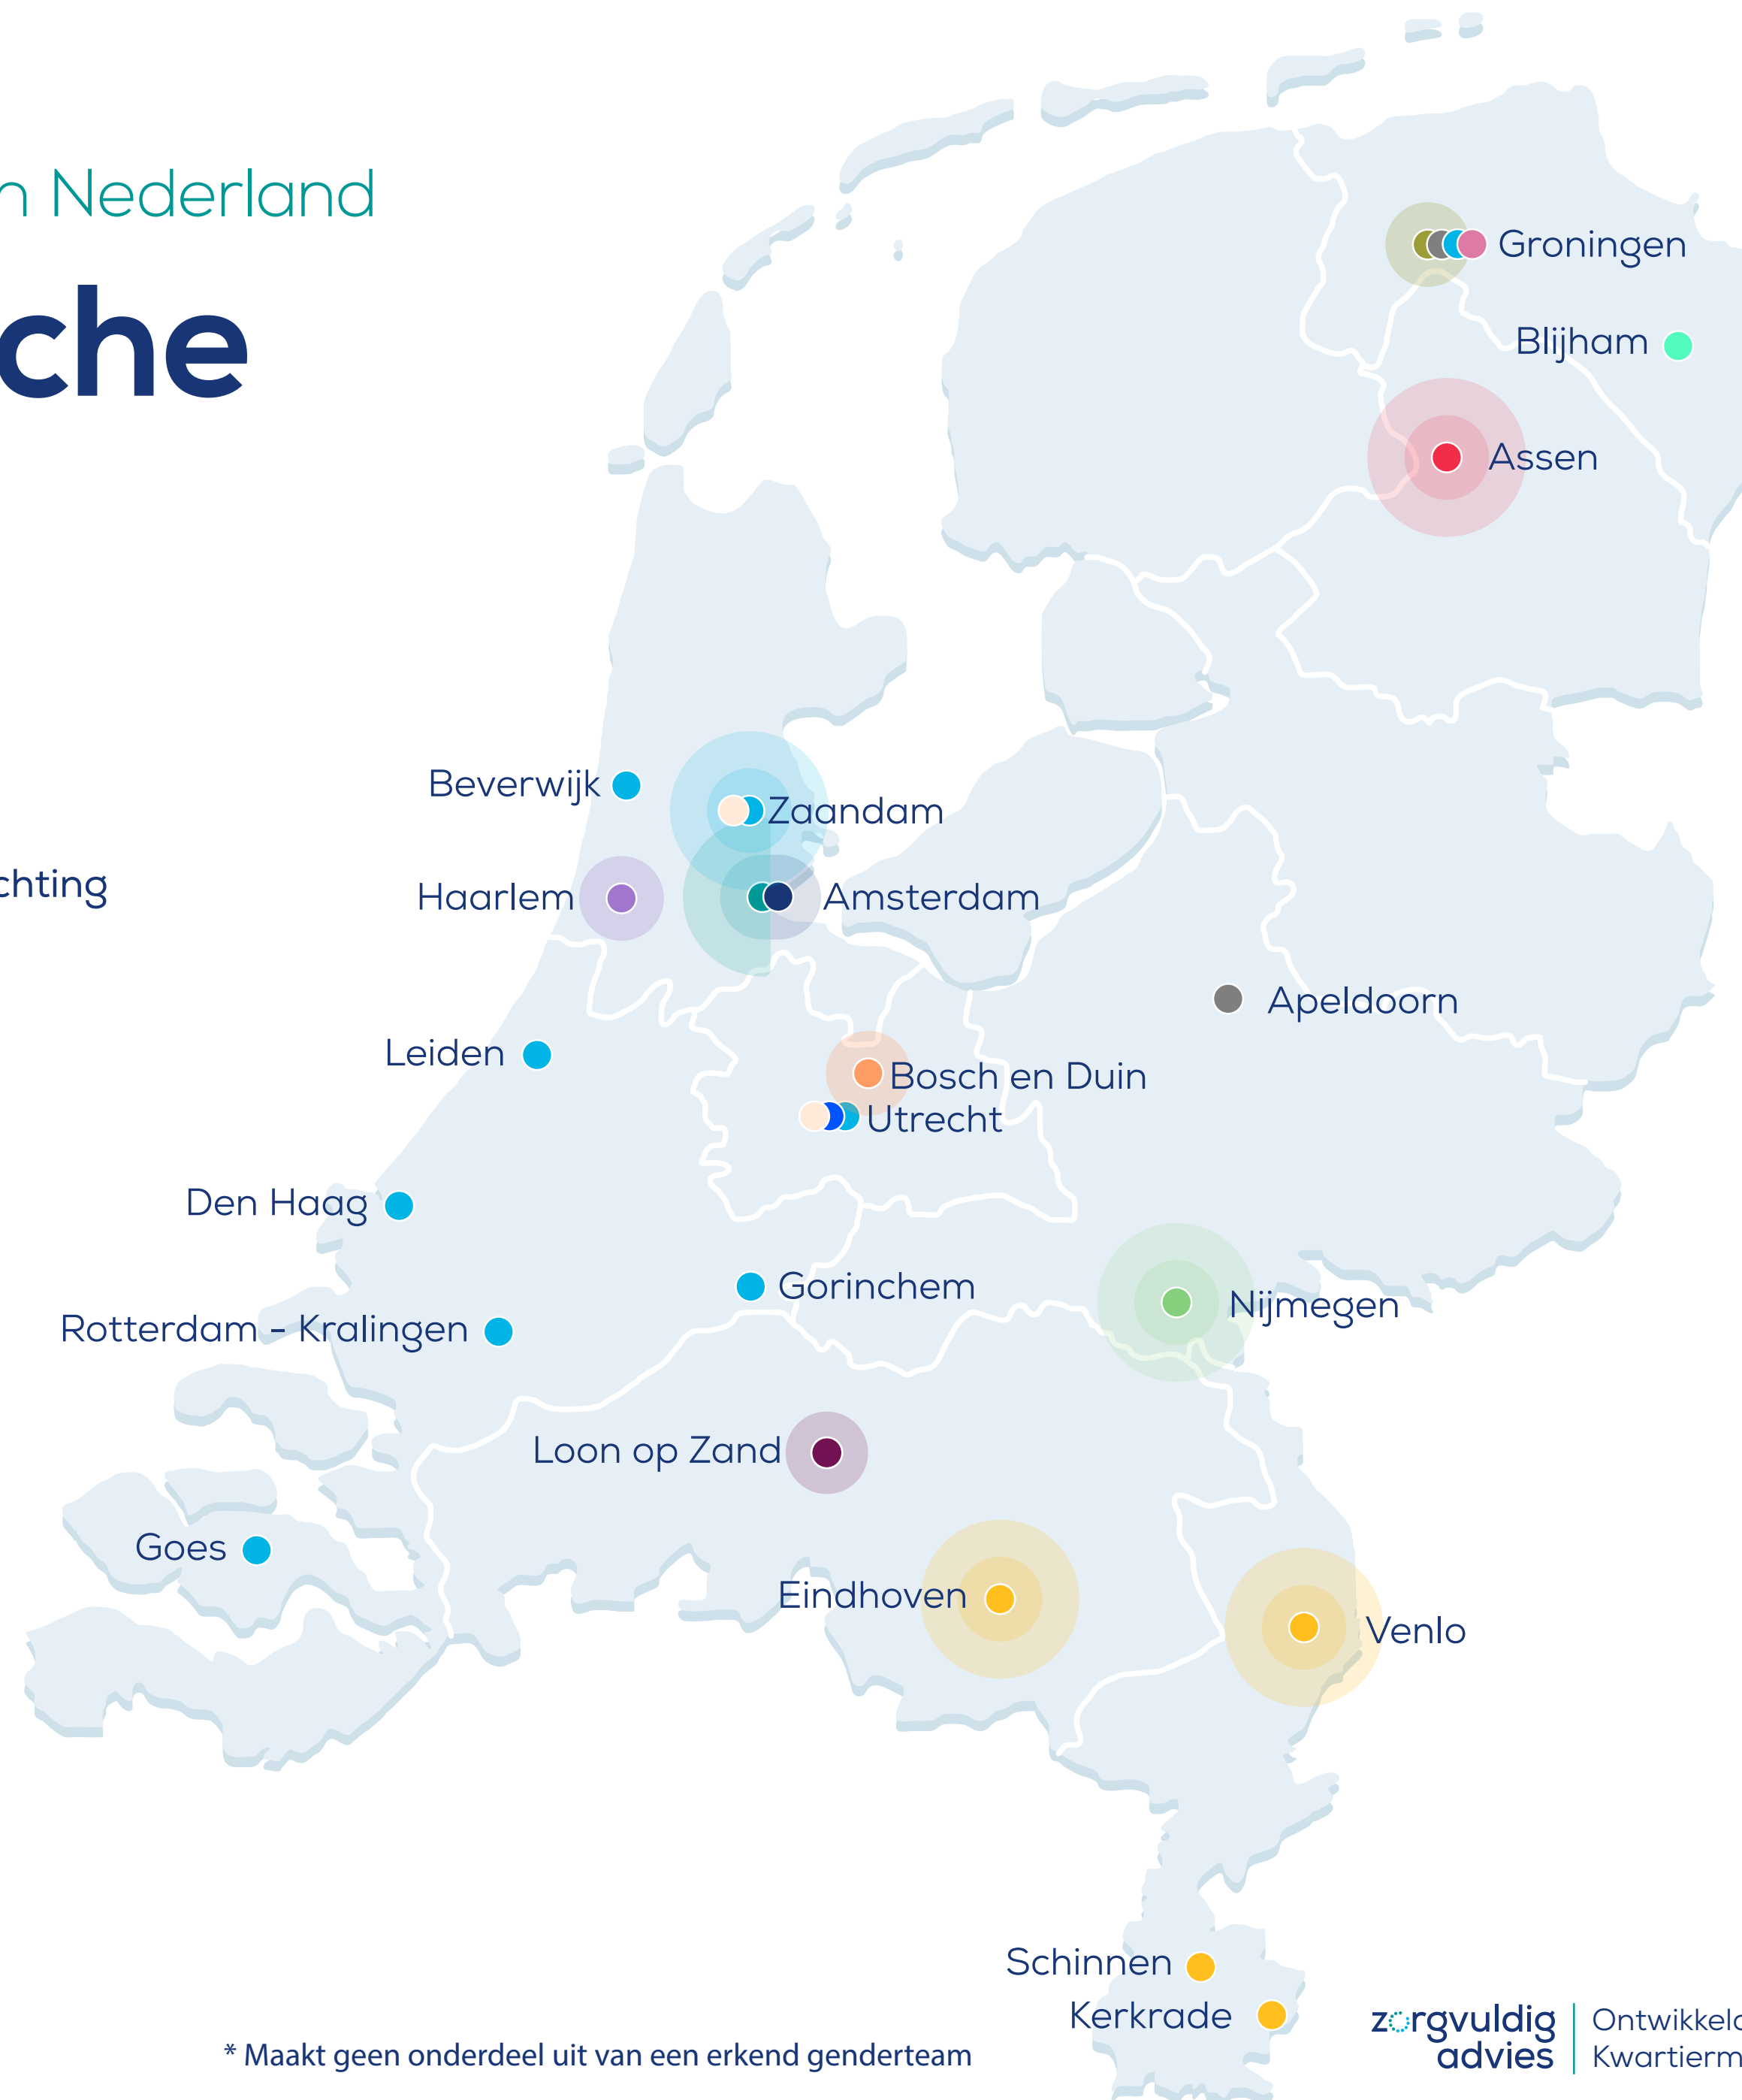 n Nederland
che
Groningen
Blijham
Assen
Beverwijk
Zaandam
chting
Haarlem
Amsterdam
Apeldoorn
Leiden
Bosch en Duin
Utrecht
Den Haag
Gorinchem
Nijmegen
Rotterdam - Kralingen
Loon op Zand
Goes
Eindhoven
Venlo
Schinnen
Kerkrade
* Maakt geen onderdeel uit van een erkend genderteam
zorgvuldig
advies
Ontwikkeld
Kwartierm